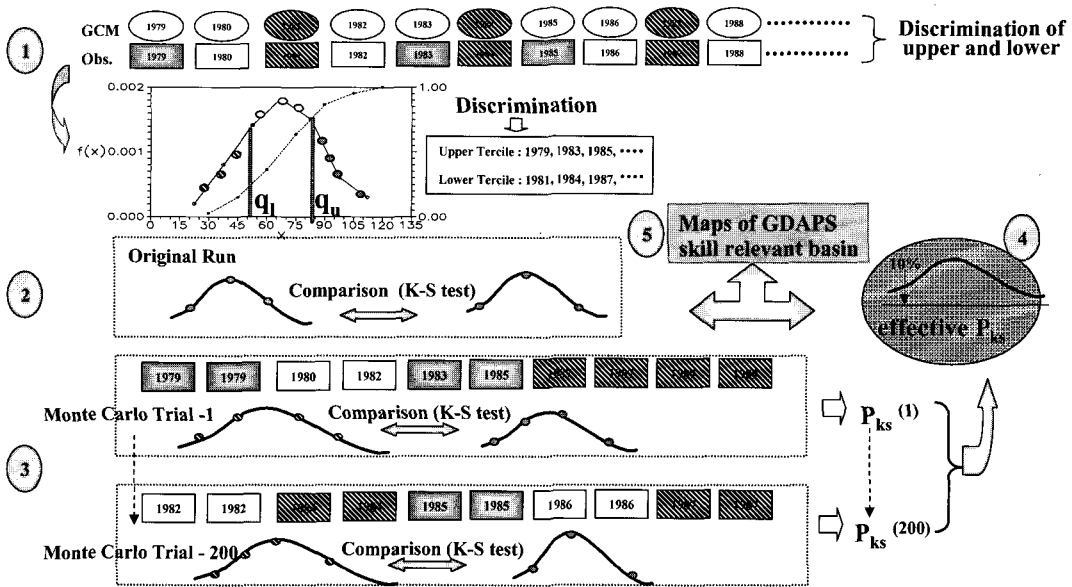 GCM 1979 1980 1982 1983 1985 1986 1988
Obs. 1979 1980 1982 1983 1985 1986 1988
Discrimination of
upper and lower
1
0.002
1.00
f(x)
0.001
0.000
0.00
0 15 30 45 60 75 90 105 120 135
x
q_l
q_u
Discrimination
Upper Tercile : 1979, 1983, 1985, ····
Lower Tercile : 1981, 1984, 1987, ····
5
Maps of GDAPS
skill relevant basin
4
10%
effective P_ks
2
Original Run
Comparison (K-S test)
3
1979 1979 1980 1982 1983 1985
Monte Carlo Trial -1
Comparison (K-S test)
P_ks (1)
1982 1982 1985 1985 1986 1986
Monte Carlo Trial - 200
Comparison (K-S test)
P_ks (200)